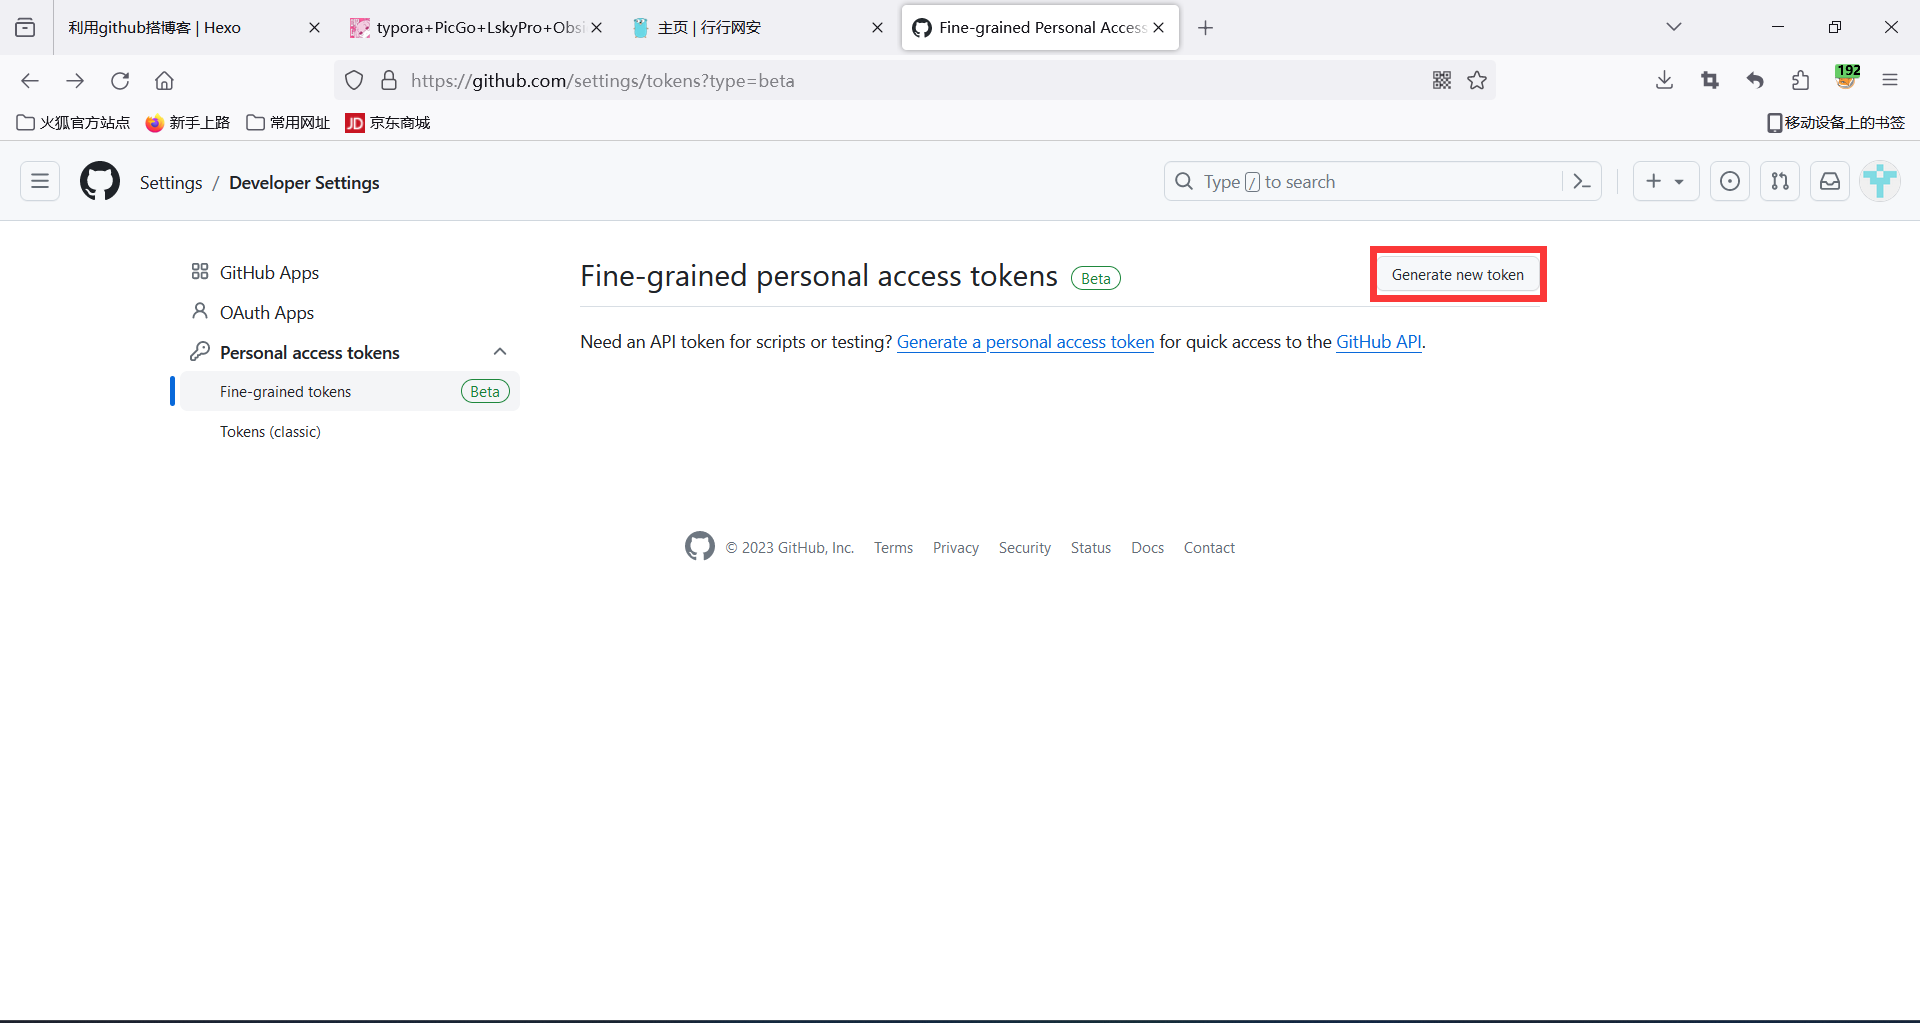 利用github搭博客 | Hexo
typora+PicGo+LskyPro+Obsi
主页 | 行行网安
Fine-grained Personal Access
https://github.com/settings/tokens?type=beta
192
火狐官方站点
新手上路
常用网址
JD 京东商城
移动设备上的书签
Settings / Developer Settings
Type / to search
GitHub Apps
OAuth Apps
Personal access tokens
Fine-grained tokens Beta
Tokens (classic)
Fine-grained personal access tokens Beta
Generate new token
Need an API token for scripts or testing? Generate a personal access token for quick access to the GitHub API.
© 2023 GitHub, Inc. Terms Privacy Security Status Docs Contact